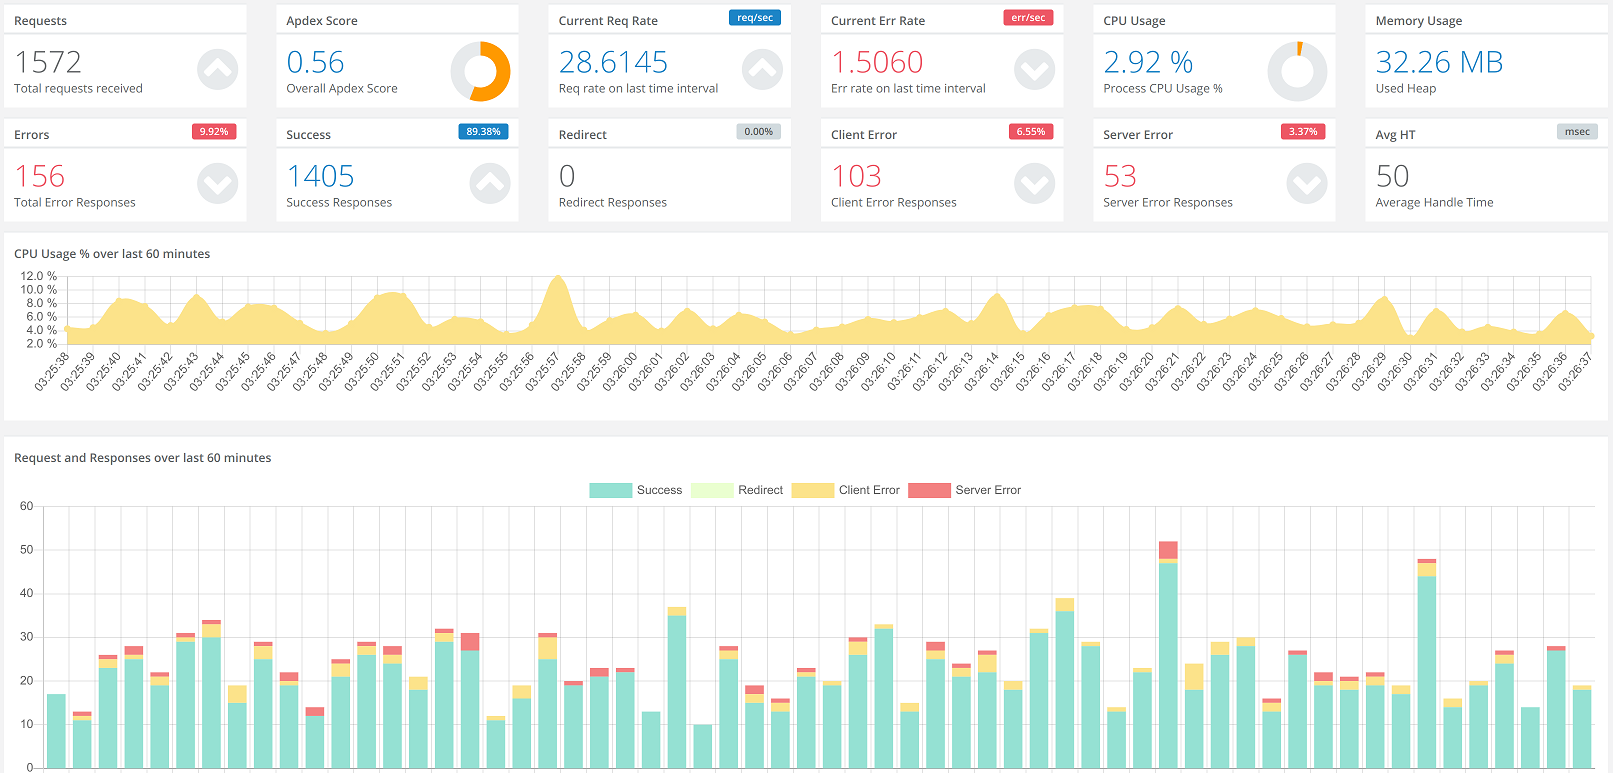 Requests
1572
Total requests received
Apdex Score
0.56
Overall Apdex Score
Current Req Rate
req/sec
28.6145
Req rate on last time interval
Current Err Rate
err/sec
1.5060
Err rate on last time interval
CPU Usage
2.92 %
Process CPU Usage %
Memory Usage
32.26 MB
Used Heap
Errors
9.92%
156
Total Error Responses
Success
89.38%
1405
Success Responses
Redirect
0.00%
0
Redirect Responses
Client Error
6.55%
103
Client Error Responses
Server Error
3.37%
53
Server Error Responses
Avg HT
msec
50
Average Handle Time
CPU Usage % over last 60 minutes
12.0 %
10.0 %
8.0 %
6.0 %
4.0 %
2.0 %
03:25:38
03:25:39
03:25:40
03:25:41
03:25:42
03:25:43
03:25:44
03:25:45
03:25:46
03:25:47
03:25:48
03:25:49
03:25:50
03:25:51
03:25:52
03:25:53
03:25:54
03:25:55
03:25:56
03:25:57
03:25:58
03:25:59
03:26:00
03:26:01
03:26:02
03:26:03
03:26:04
03:26:05
03:26:06
03:26:07
03:26:08
03:26:09
03:26:10
03:26:11
03:26:12
03:26:13
03:26:14
03:26:15
03:26:16
03:26:17
03:26:18
03:26:19
03:26:20
03:26:21
03:26:22
03:26:23
03:26:24
03:26:25
03:26:26
03:26:27
03:26:28
03:26:29
03:26:30
03:26:31
03:26:32
03:26:33
03:26:34
03:26:35
03:26:36
03:26:37
Request and Responses over last 60 minutes
Success
Redirect
Client Error
Server Error
60
50
40
30
20
10
0